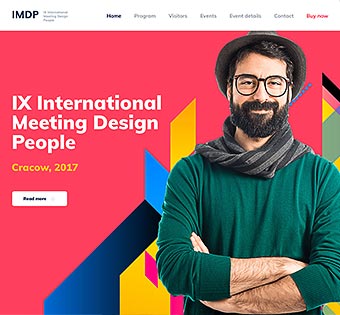 IMDP
IX International
Meeting Design
People
Home Program Visitors Events Event details Contact Buy now
IX International
Meeting Design
People
Cracow, 2017
Read more